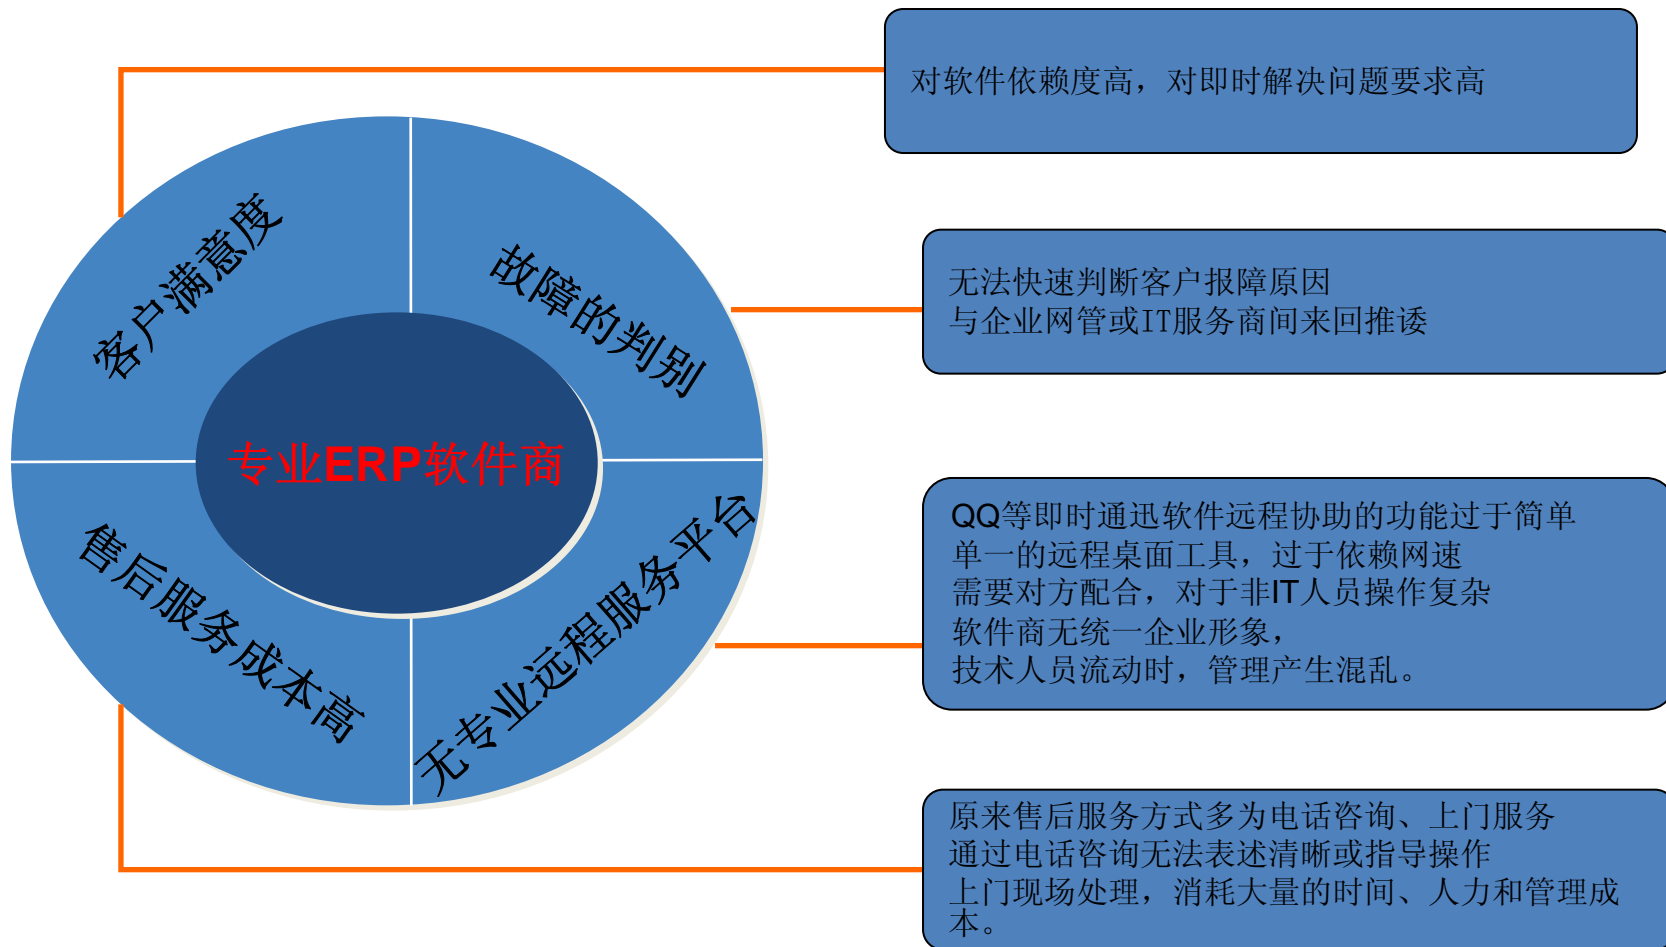 对软件依赖度高，对即时解决问题要求高
客户满意度
故障的判别
无法快速判断客户报障原因
与企业网管或IT服务商间来回推诿
专业ERP软件商
售后服务成本高
无专业远程服务平台
QQ等即时通迅软件远程协助的功能过于简单
单一的远程桌面工具，过于依赖网速
需要对方配合，对于非IT人员操作复杂
软件商无统一企业形象，
技术人员流动时，管理产生混乱。
原来售后服务方式多为电话咨询、上门服务
通过电话咨询无法表述清晰或指导操作
上门现场处理，消耗大量的时间、人力和管理成
本。